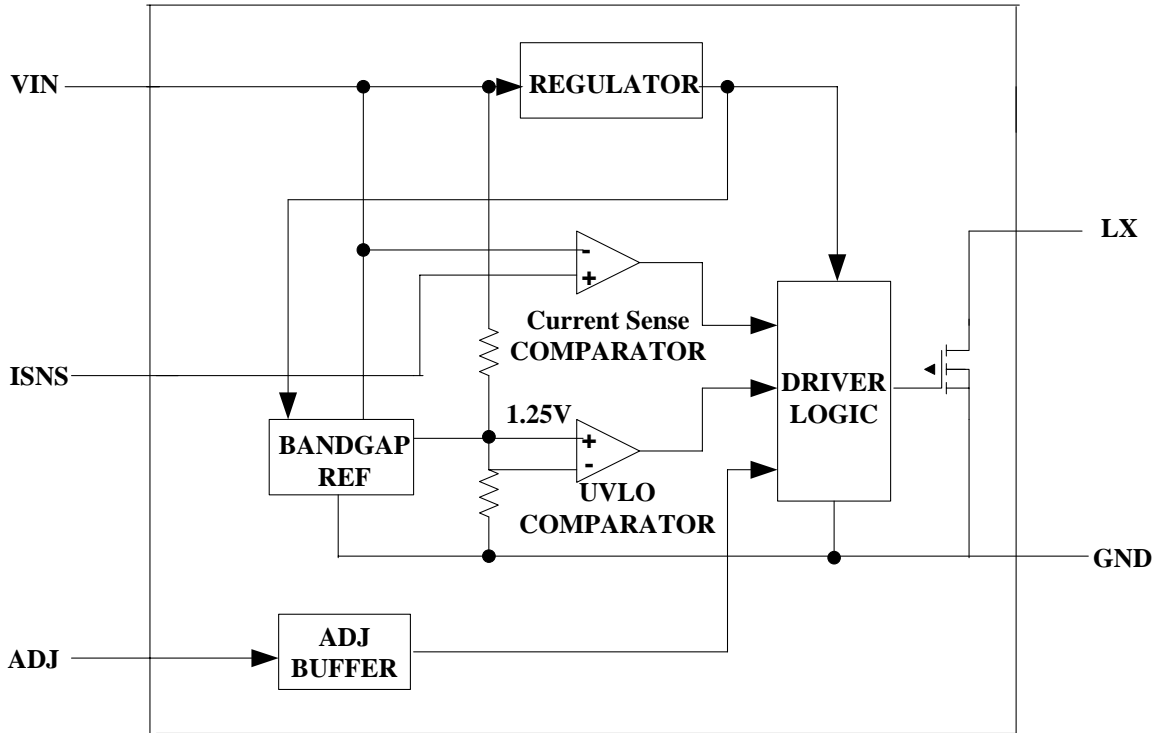 VIN
REGULATOR
LX
-
+
Current Sense
COMPARATOR
ISNS
DRIVER
LOGIC
1.25V
BANDGAP
REF
+
-
UVLO
COMPARATOR
GND
ADJ
ADJ
BUFFER